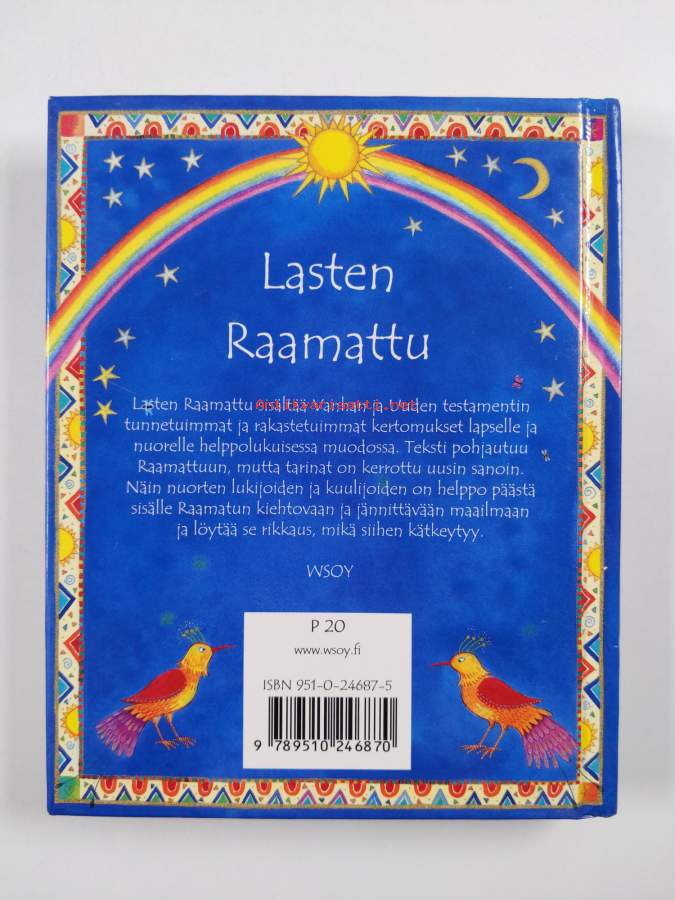 Lasten
Raamattu
Lasten Raamattu sisältää Vanhan ja Uuden testamentin
tunnetuimmat ja rakastetuimmat kertomukset lapselle ja
nuorelle helppolukuisessa muodossa. Teksti pohjautuu
Raamattuun, mutta tarinat on kerrottu uusin sanoin.
Näin nuorten lukijoiden ja kuulijoiden on helppo päästä
sisälle Raamatun kiehtovaan ja jännittävään maailmaan
ja löytää se rikkaus, mikä siihen kätkeytyy.
WSOY
P 20
www.wsoy.fi
ISBN 951-0-24687-5
9 789510 246870